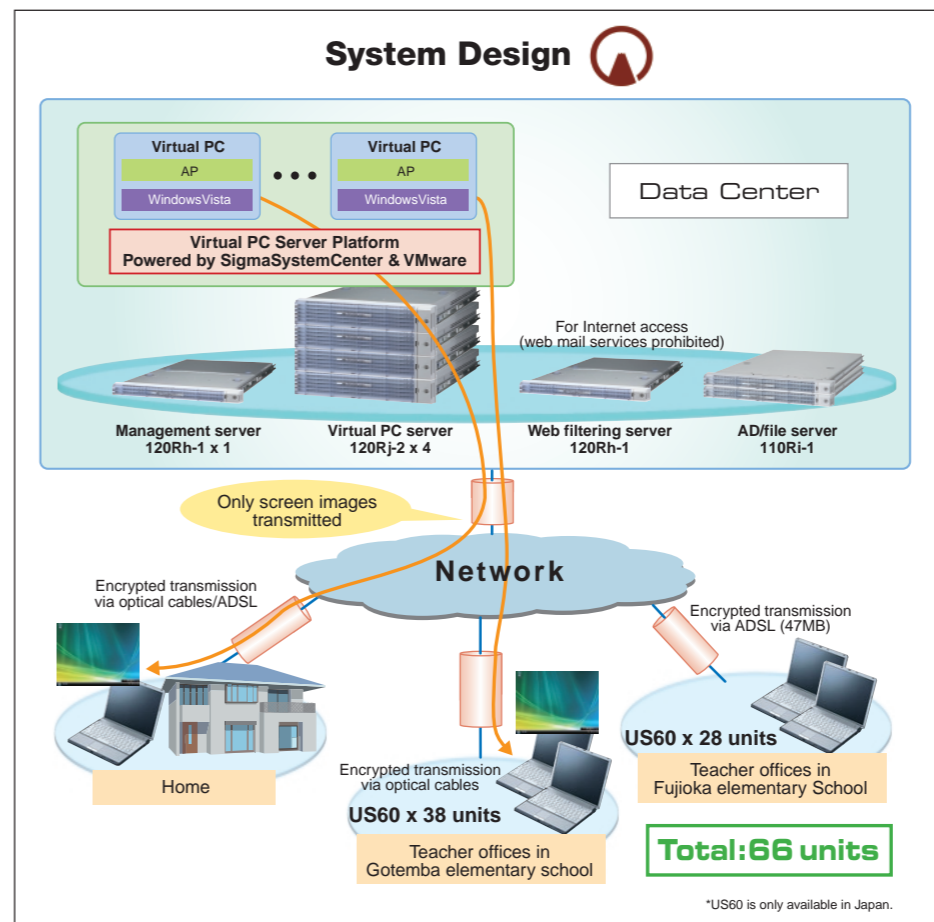 System Design
Virtual PC
AP
WindowsVista
• • •
Virtual PC
AP
WindowsVista
Data Center
Virtual PC Server Platform
Powered by SigmaSystemCenter & VMware
For Internet access
(web mail services prohibited)
Management server
120Rh-1 x 1
Virtual PC server
120Rj-2 x 4
Web filtering server
120Rh-1
AD/file server
110Ri-1
Only screen images
transmitted
Network
Encrypted transmission
via optical cables/ADSL
Encrypted transmission
via ADSL (47MB)
Home
Encrypted transmission
via optical cables
US60 x 38 units
Teacher offices in
Gotemba elementary school
US60 x 28 units
Teacher offices in
Fujioka elementary School
Total:66 units
*US60 is only available in Japan.